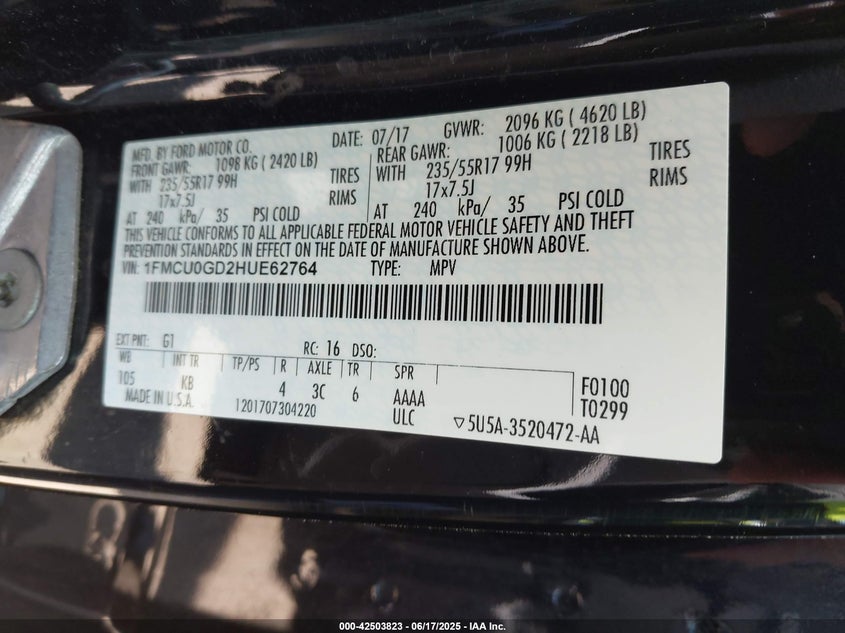 MFD. BY FORD MOTOR CO. DATE: 07/17 GVWR: 2096 KG ( 4620 LB)
FRONT GAWR: 1098 KG ( 2420 LB) REAR GAWR: 1006 KG ( 2218 LB)
WITH 235/55R17 99H TIRES WITH 235/55R17 99H TIRES
17x7.5J RIMS 17x7.5J RIMS
AT 240 kPa/ 35 PSI COLD AT 240 kPa/ 35 PSI COLD
THIS VEHICLE CONFORMS TO ALL APPLICABLE FEDERAL MOTOR VEHICLE SAFETY AND THEFT
PREVENTION STANDARDS IN EFFECT ON THE DATE OF MANUFACTURE SHOWN ABOVE.
VIN: 1FMCU0GD2HUE62764 TYPE: MPV
EXT PNT: G1 RC: 16 DSO:
WB INT TR TP/PS R AXLE TR SPR
105 KB 4 3C 6 AAAA F0100
MADE IN U.S.A. 1201707304220 ULC T0299
▽5U5A-3520472-AA
000-42503823 - 06/17/2025 - IAA Inc.